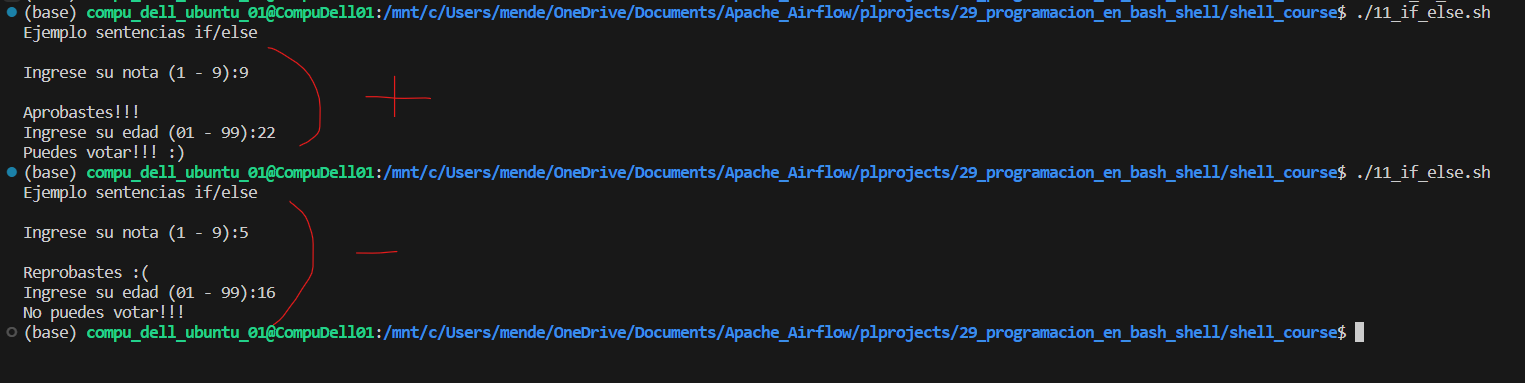 (base) compu_dell_ubuntu_01@CompuDell01:/mnt/c/Users/mende/OneDrive/Documents/Apache_Airflow/plprojects/29_programacion_en_bash_shell/shell_course$ ./11_if_else.sh
Ejemplo sentencias if/else
Ingrese su nota (1 - 9):9
Aprobastes!!!
Ingrese su edad (01 - 99):22
Puedes votar!!! :)
+
(base) compu_dell_ubuntu_01@CompuDell01:/mnt/c/Users/mende/OneDrive/Documents/Apache_Airflow/plprojects/29_programacion_en_bash_shell/shell_course$ ./11_if_else.sh
Ejemplo sentencias if/else
Ingrese su nota (1 - 9):5
Reprobastes :(
Ingrese su edad (01 - 99):16
No puedes votar!!!
-
(base) compu_dell_ubuntu_01@CompuDell01:/mnt/c/Users/mende/OneDrive/Documents/Apache_Airflow/plprojects/29_programacion_en_bash_shell/shell_course$